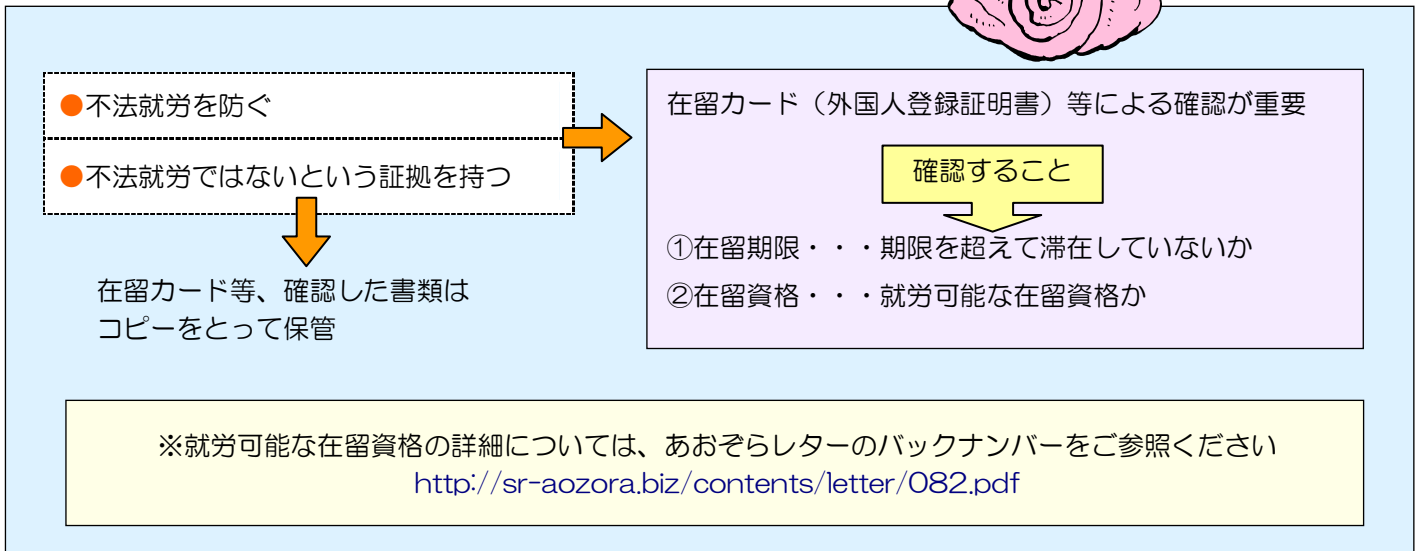 ●不法就労を防ぐ
●不法就労ではないという証拠を持つ
在留カード等、確認した書類は
コピーをとって保管
在留カード（外国人登録証明書）等による確認が重要
確認すること
①在留期限・・・期限を超えて滞在していないか
②在留資格・・・就労可能な在留資格か
※就労可能な在留資格の詳細については、あおぞらレターのバックナンバーをご参照ください
http://sr-aozora.biz/contents/letter/082.pdf